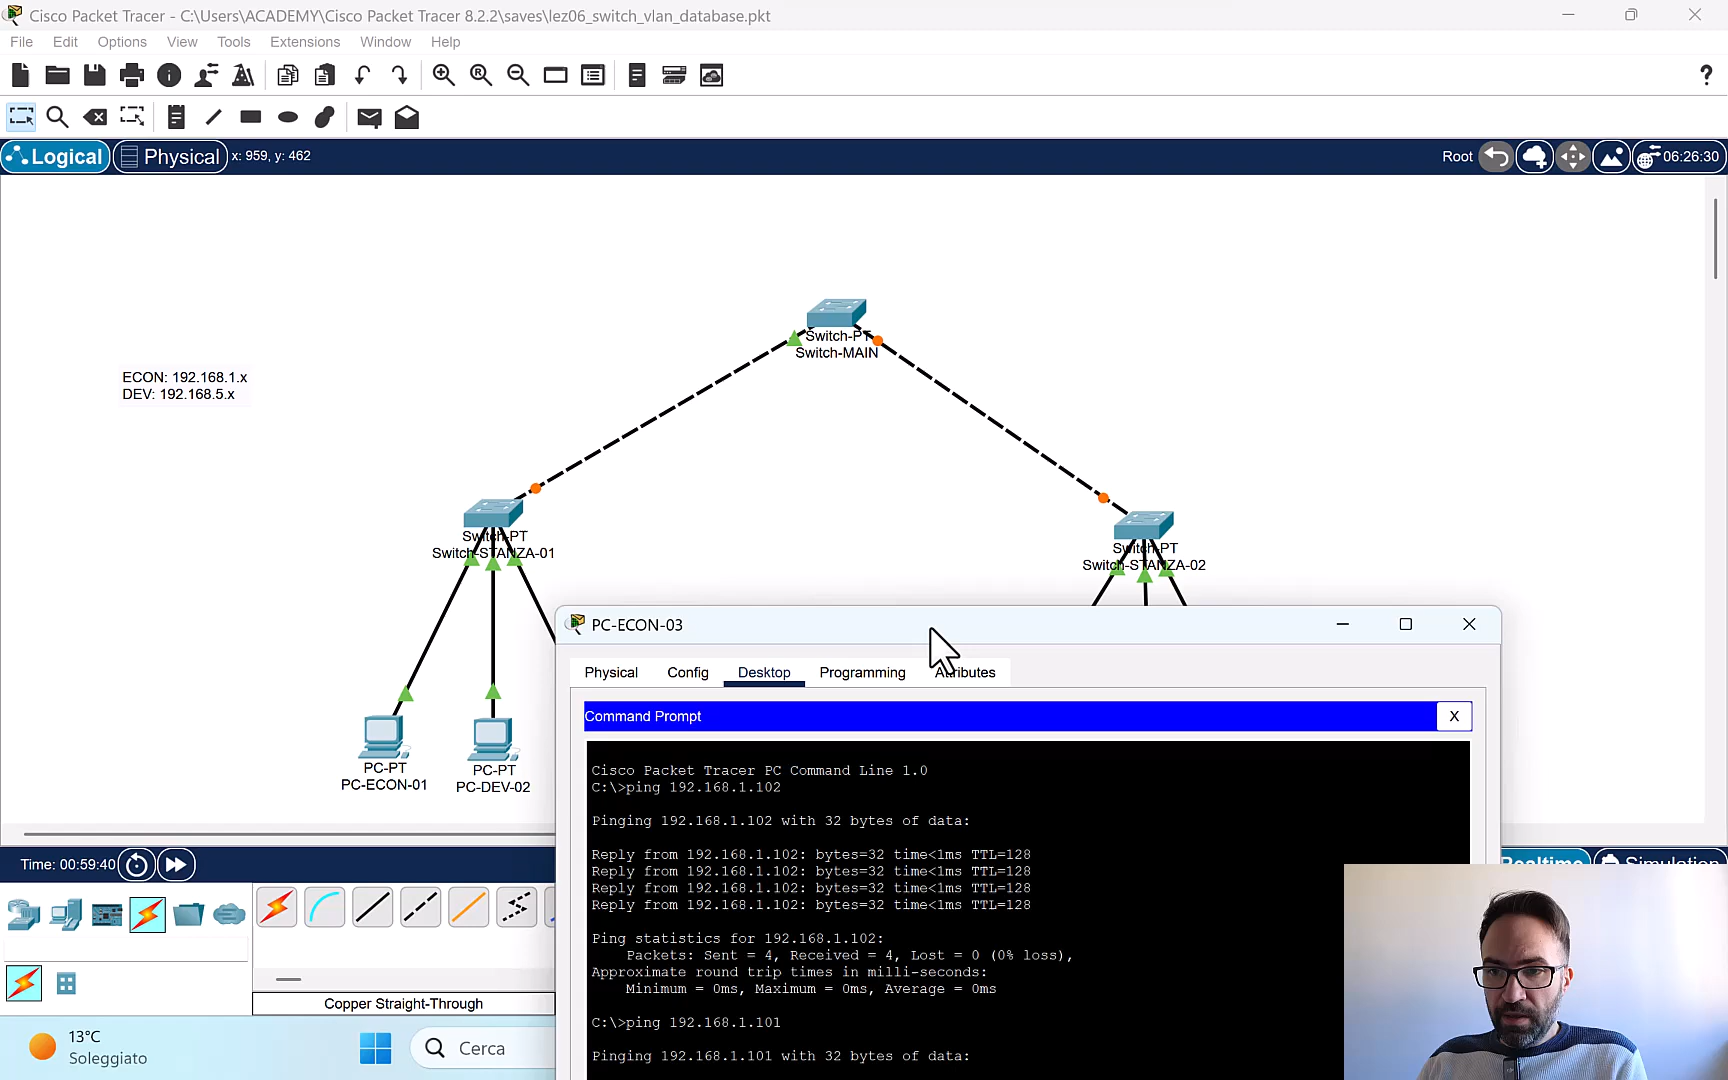 Cisco Packet Tracer - C:\Users\ACADEMY\Cisco Packet Tracer 8.2.2\saves\lez06_switch_vlan_database.pkt
File Edit Options View Tools Extensions Window Help
?
Logical Physical x: 959, y: 462 Root 06:26:30
Switch-PT
Switch-MAIN
ECON: 192.168.1.x
DEV: 192.168.5.x
Switch-PT
Switch-STANZA-01
Switch-PT
Switch-STANZA-02
PC-ECON-03
Physical Config Desktop Programming Attributes
Command Prompt X
PC-PT
PC-ECON-01
PC-PT
PC-DEV-02
Cisco Packet Tracer PC Command Line 1.0
C:\>ping 192.168.1.102
Pinging 192.168.1.102 with 32 bytes of data:
Reply from 192.168.1.102: bytes=32 time<1ms TTL=128
Reply from 192.168.1.102: bytes=32 time<1ms TTL=128
Reply from 192.168.1.102: bytes=32 time<1ms TTL=128
Reply from 192.168.1.102: bytes=32 time<1ms TTL=128
Ping statistics for 192.168.1.102:
Packets: Sent = 4, Received = 4, Lost = 0 (0% loss),
Approximate round trip times in milli-seconds:
Minimum = 0ms, Maximum = 0ms, Average = 0ms
C:\>ping 192.168.1.101
Pinging 192.168.1.101 with 32 bytes of data:
Time: 00:59:40
Realtime Simulation
Copper Straight-Through
13°C
Soleggiato
Cerca